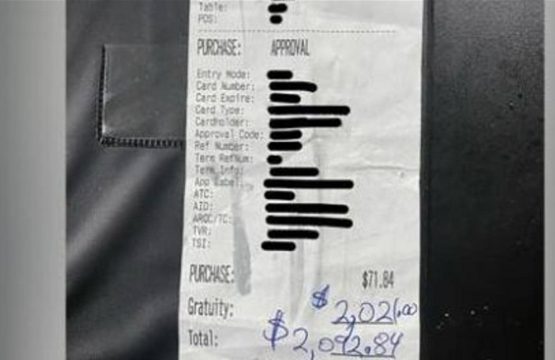 Table:
POS:
PURCHASE: APPROVAL
Entry Mode:
Card Number:
Card Expire:
Card Type:
Cardholder:
Approval Code:
Ref Number:
Term RefNum:
Term Info:
App Label:
ATC:
AID:
ARQC/TC:
TVR:
TSI:
PURCHASE: $71.84
Gratuity: $2,021.00
Total: $2,092.84